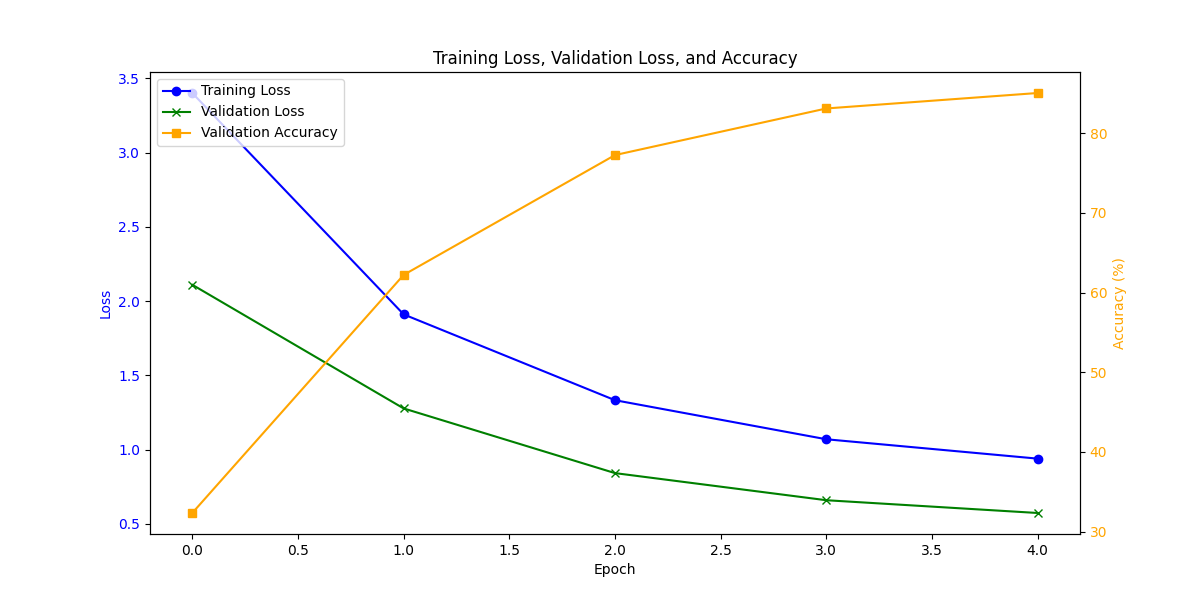 Training Loss, Validation Loss, and Accuracy
Training Loss
Validation Loss
Validation Accuracy
Loss
3.5
3.0
2.5
2.0
1.5
1.0
0.5
80
70
60
50
40
30
Accuracy (%)
0.0 0.5 1.0 1.5 2.0 2.5 3.0 3.5 4.0
Epoch